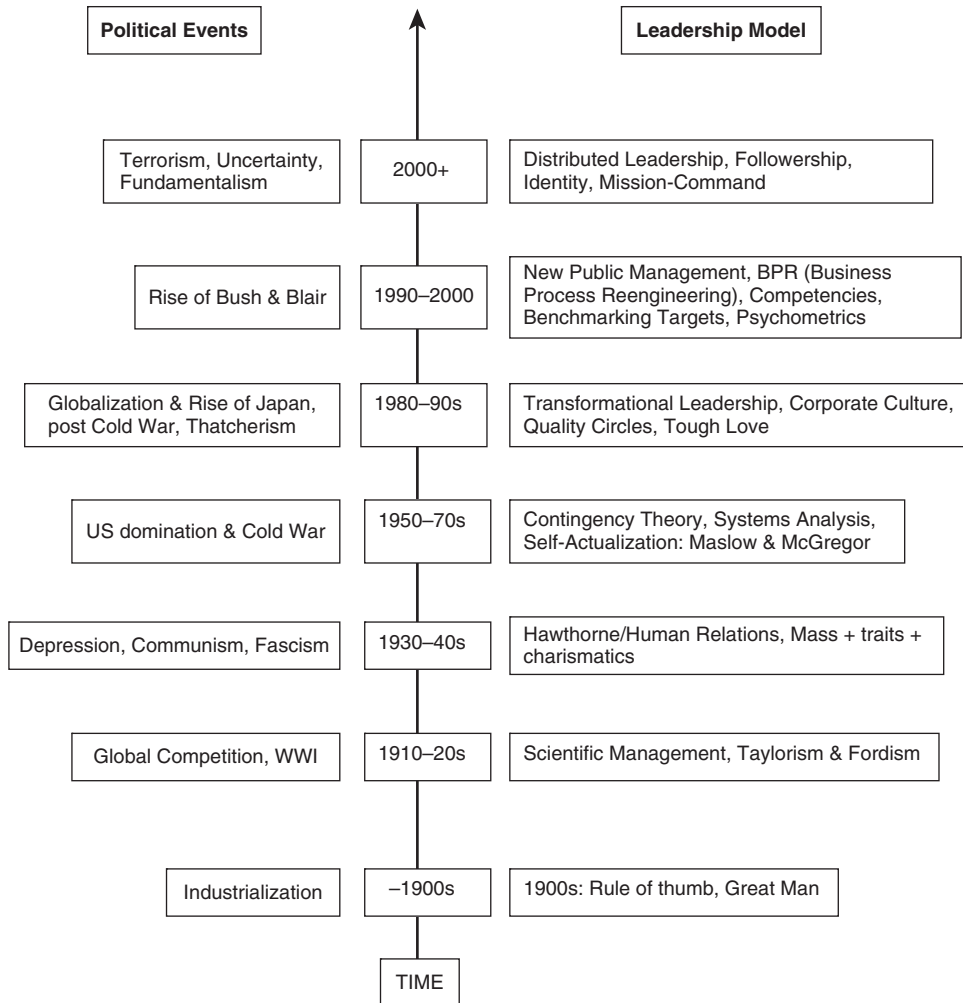 Political Events
Leadership Model
Terrorism, Uncertainty,
Fundamentalism
2000+
Distributed Leadership, Followership,
Identity, Mission-Command
Rise of Bush & Blair
1990–2000
New Public Management, BPR (Business
Process Reengineering), Competencies,
Benchmarking Targets, Psychometrics
Globalization & Rise of Japan,
post Cold War, Thatcherism
1980–90s
Transformational Leadership, Corporate Culture,
Quality Circles, Tough Love
US domination & Cold War
1950–70s
Contingency Theory, Systems Analysis,
Self-Actualization: Maslow & McGregor
Depression, Communism, Fascism
1930–40s
Hawthorne/Human Relations, Mass + traits +
charismatics
Global Competition, WWI
1910–20s
Scientific Management, Taylorism & Fordism
Industrialization
–1900s
1900s: Rule of thumb, Great Man
TIME